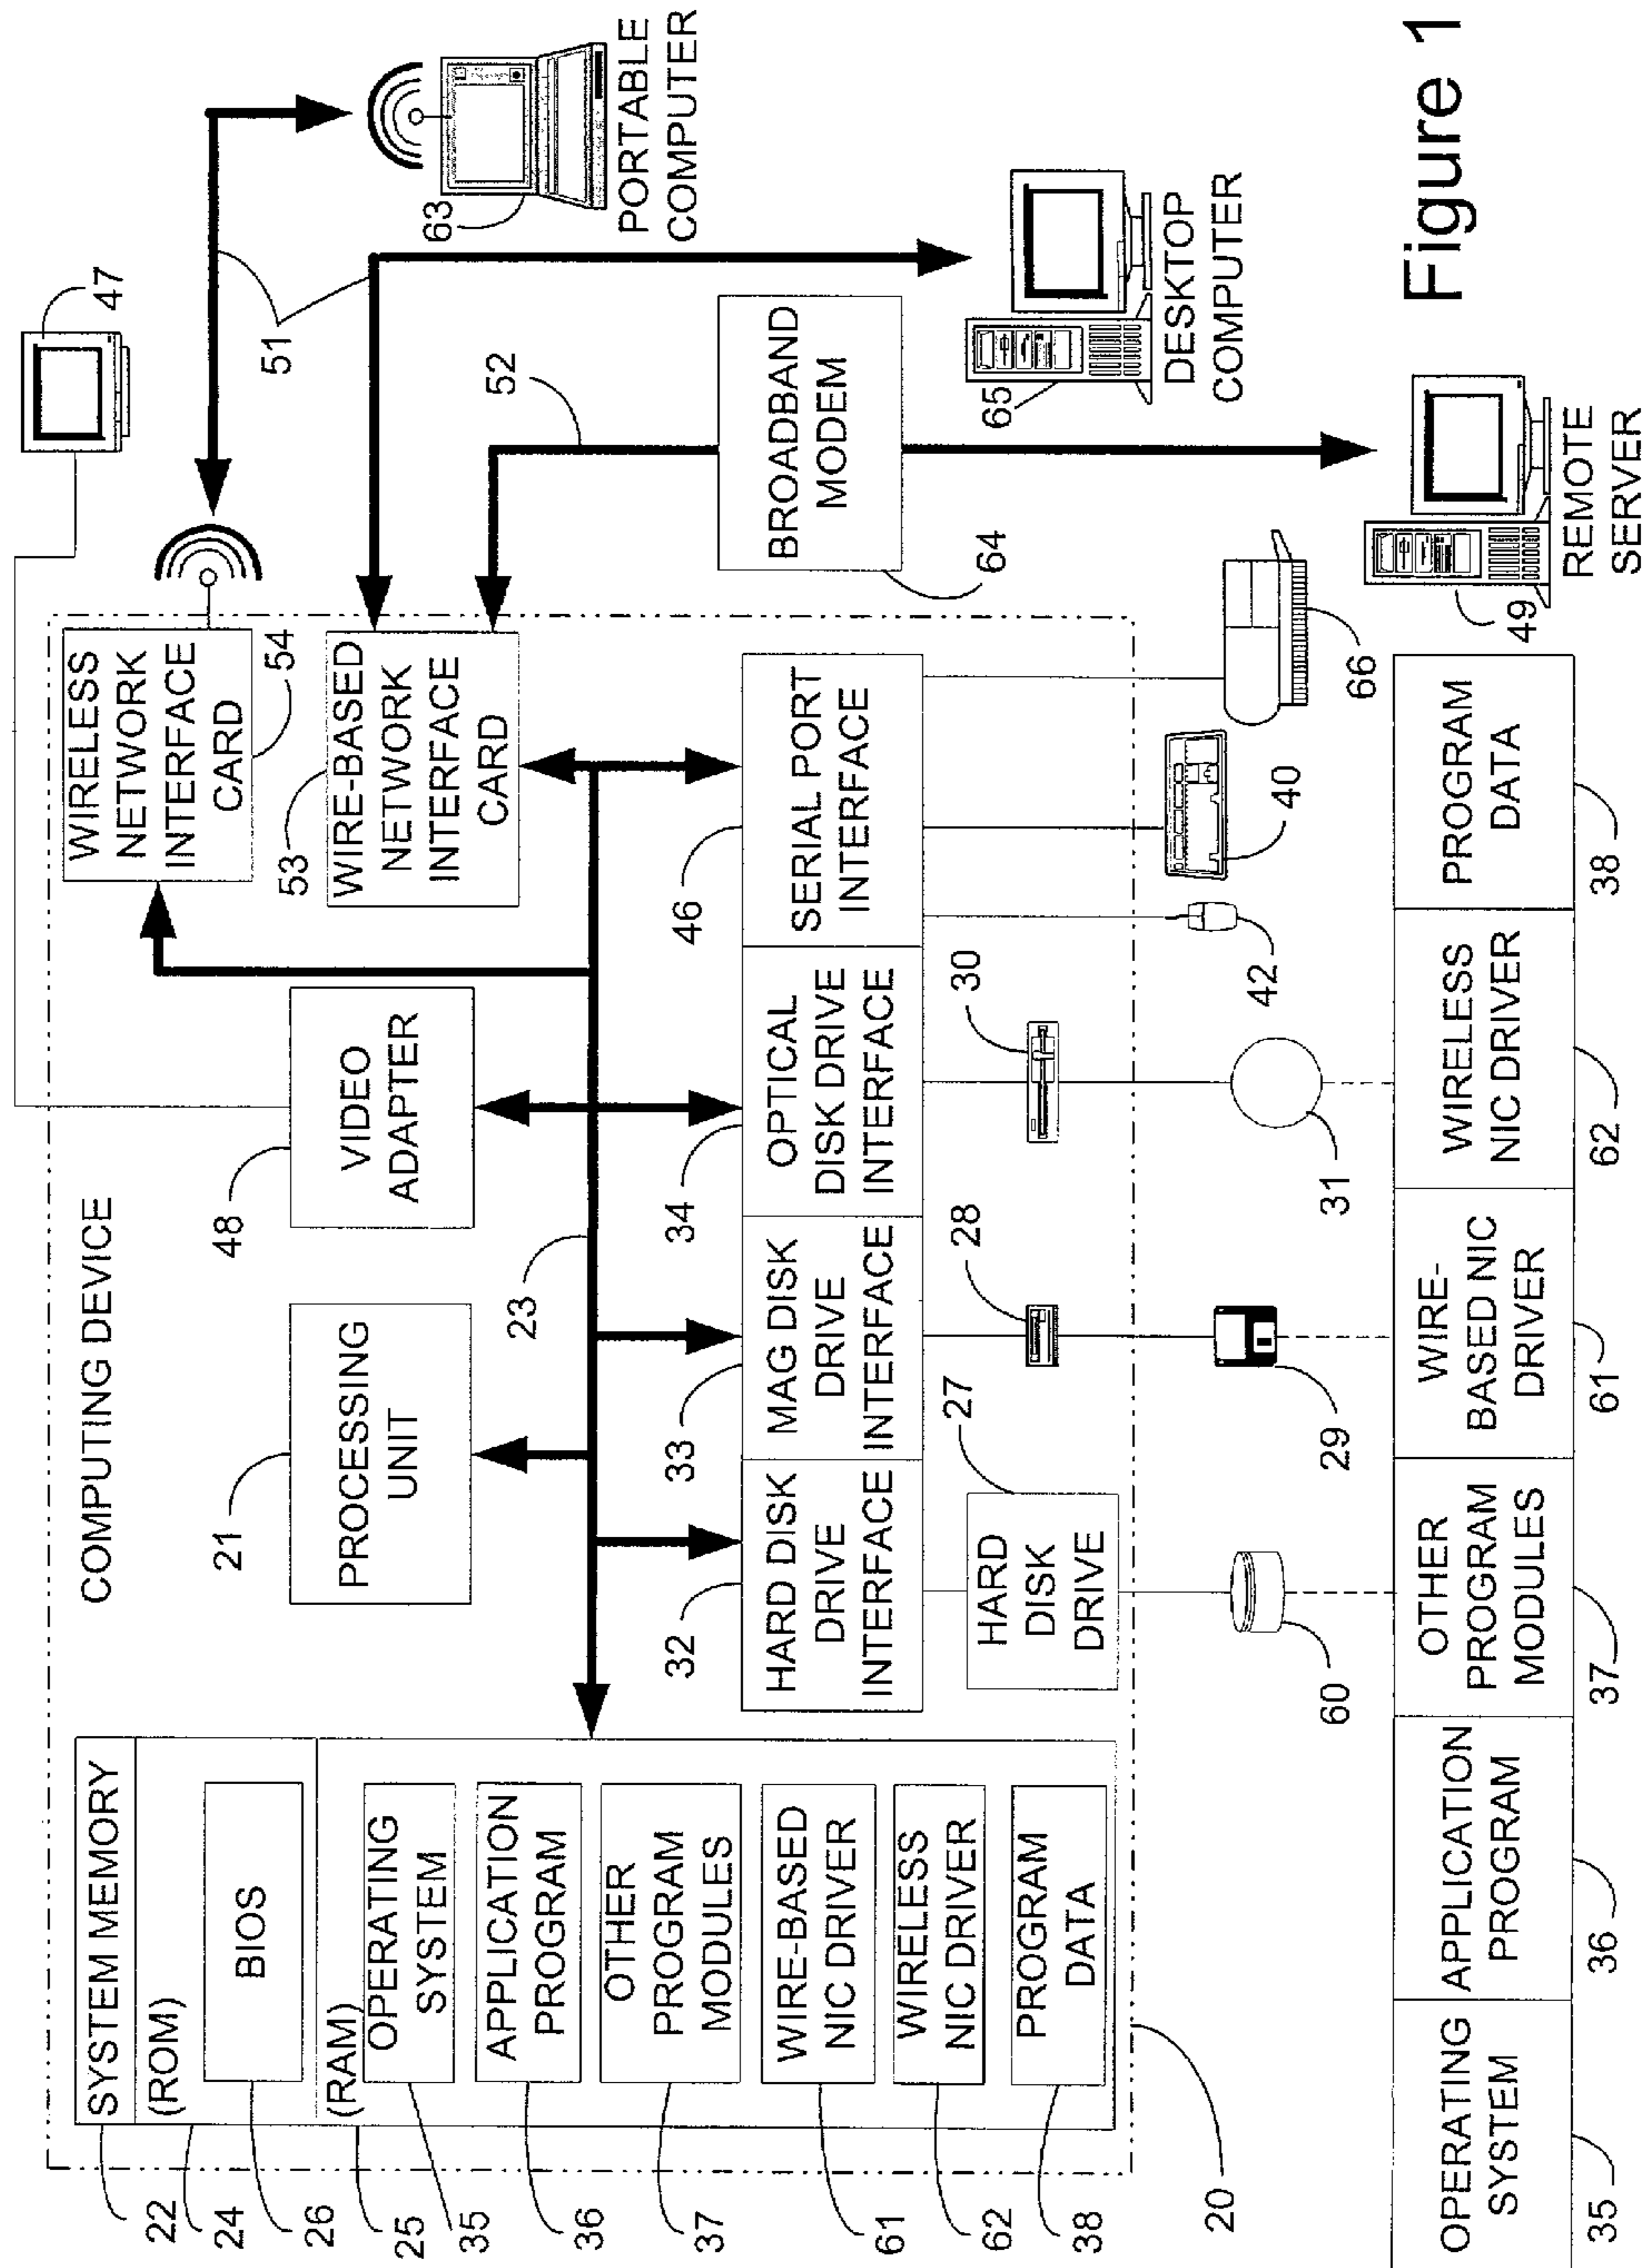 COMPUTING DEVICE
22
SYSTEM MEMORY
24
(ROM)
26
BIOS
25
(RAM)
35
OPERATING
SYSTEM
36
APPLICATION
PROGRAM
37
OTHER
PROGRAM
MODULES
61
WIRE-BASED
NIC DRIVER
62
WIRELESS
NIC DRIVER
38
PROGRAM
DATA
20
21
PROCESSING
UNIT
48
VIDEO
ADAPTER
23
47
WIRELESS
NETWORK
INTERFACE
CARD
54
53
WIRE-BASED
NETWORK
INTERFACE
CARD
32
HARD DISK
DRIVE
INTERFACE
33
MAG DISK
DRIVE
INTERFACE
34
OPTICAL
DISK DRIVE
INTERFACE
46
SERIAL PORT
INTERFACE
27
HARD
DISK
DRIVE
28
30
60
29
31
42
40
66
51
52
BROADBAND
MODEM
64
63
PORTABLE
COMPUTER
65
DESKTOP
COMPUTER
49
REMOTE
SERVER
OPERATING
SYSTEM
35
APPLICATION
PROGRAM
36
OTHER
PROGRAM
MODULES
37
WIRE-
BASED NIC
DRIVER
61
WIRELESS
NIC DRIVER
62
PROGRAM
DATA
38
Figure 1